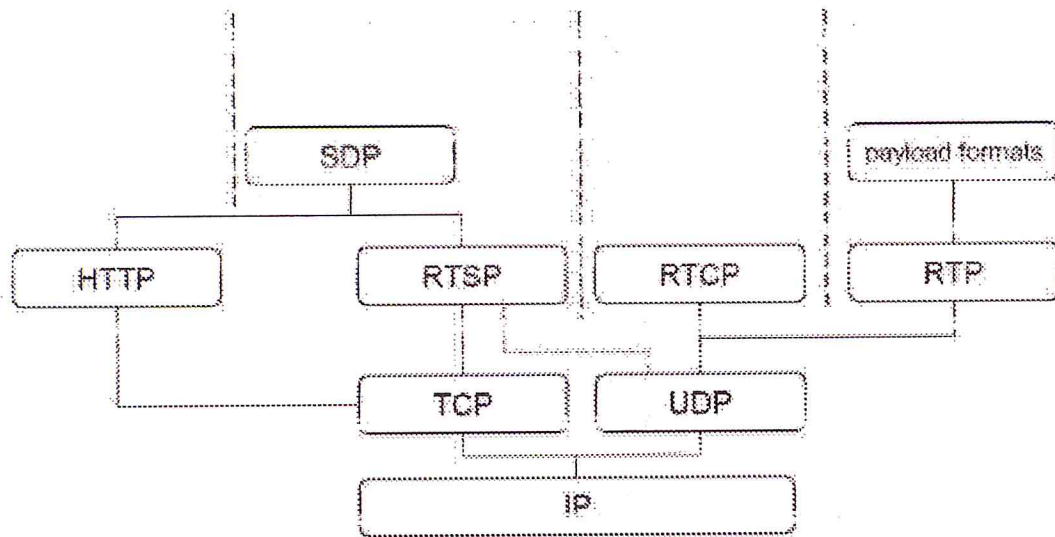 SDP
payload formats
HTTP
RTSP
RTCP
RTP
TCP
UDP
IP